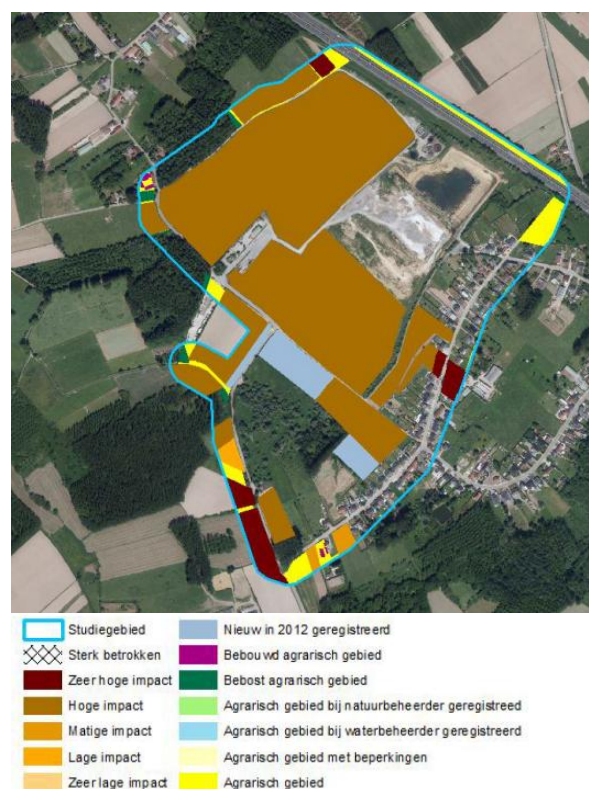 Studiegebied
Sterk betrokken
Zeer hoge impact
Hoge impact
Matige impact
Lage impact
Zeer lage impact
Nieuw in 2012 geregistreerd
Bebouwd agrarisch gebied
Bebost agrarisch gebied
Agrarisch gebied bij natuurbeheerder geregistreed
Agrarisch gebied bij waterbeheerder geregistreerd
Agrarisch gebied met beperkingen
Agrarisch gebied